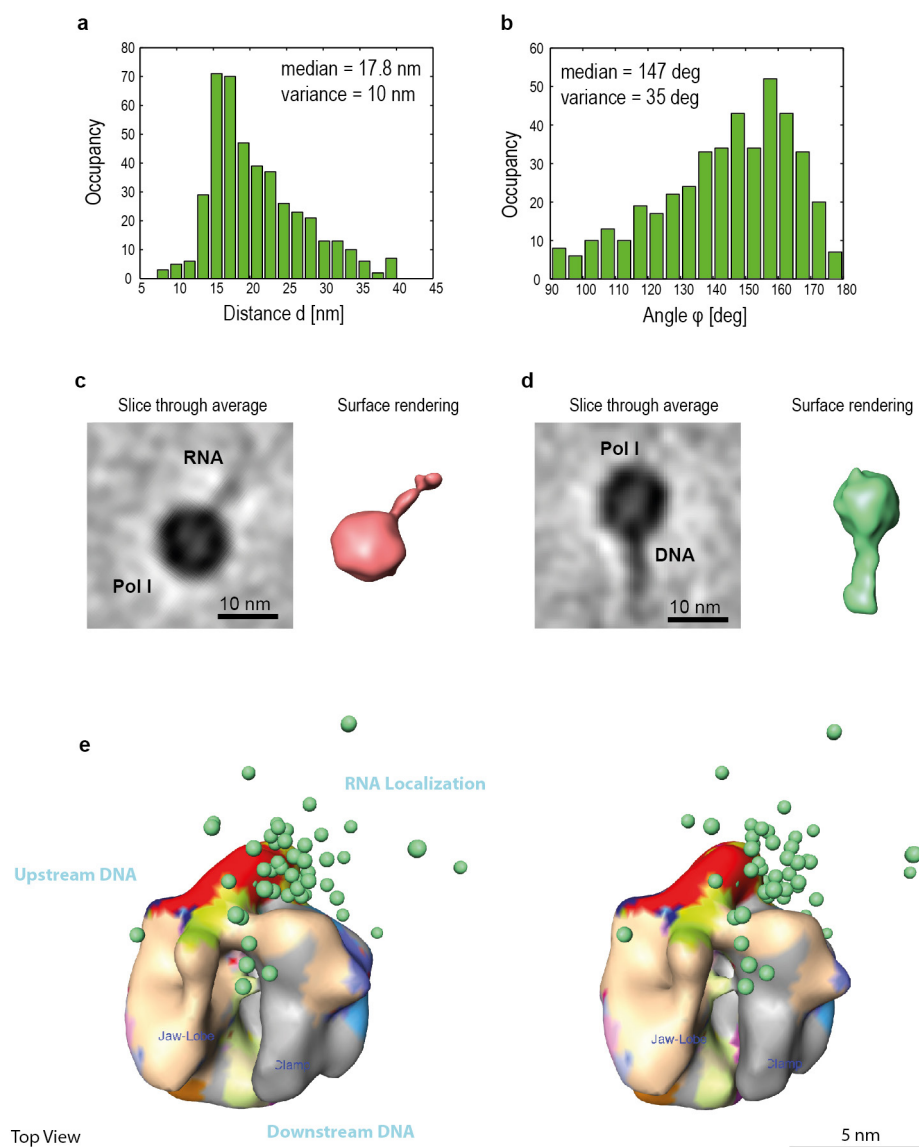 a
80
70
60
50
40
30
20
10
0
Occupancy
median = 17.8 nm
variance = 10 nm
5 10 15 20 25 30 35 40 45
Distance d [nm]
b
60
50
40
30
20
10
0
Occupancy
median = 147 deg
variance = 35 deg
90 100 110 120 130 140 150 160 170 180
Angle φ [deg]
c
Slice through average
Surface rendering
RNA
Pol I
10 nm
d
Slice through average
Surface rendering
Pol I
DNA
10 nm
e
RNA Localization
Upstream DNA
Jaw-Lobe
Clamp
Jaw-Lobe
Clamp
Top View
Downstream DNA
5 nm